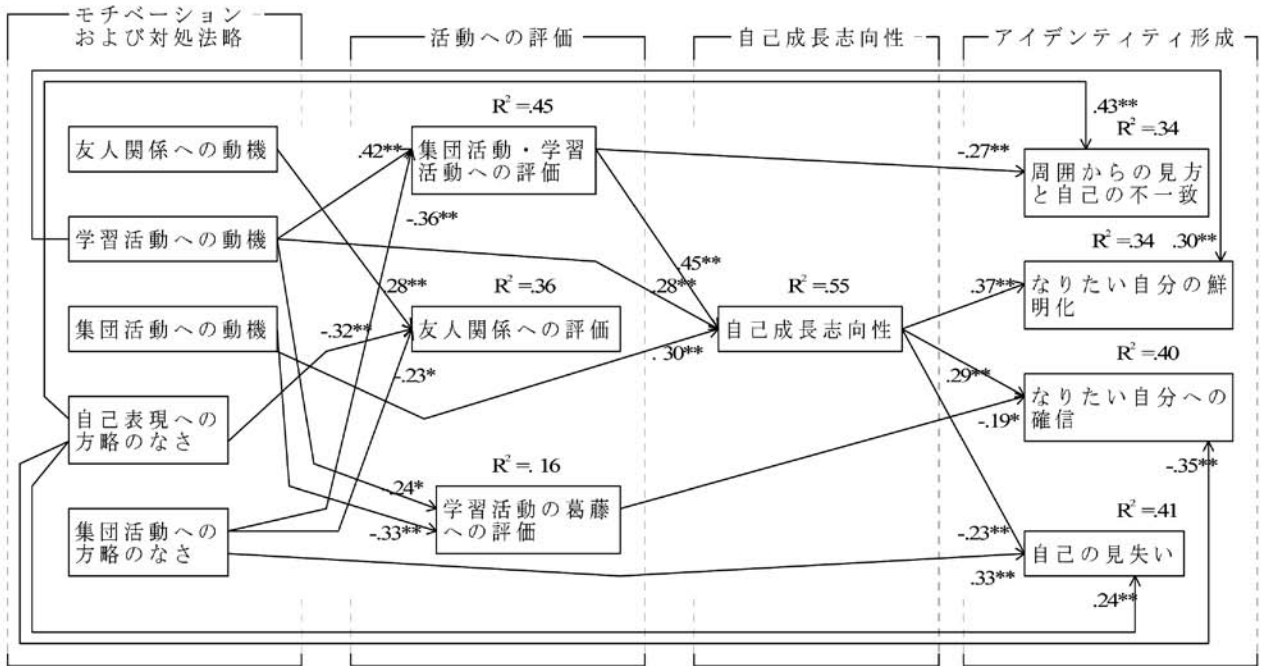 モチベーション
および対処法略
活動への評価
自己成長志向性
アイデンティティ形成
R²=.45
.43**
R²=.34
友人関係への動機
.42**
集団活動・学習
活動への評価
-.27**
周囲からの見方
と自己の不一致
-.36**
学習活動への動機
R²=.34
.30**
.45**
.28**
R²=.36
.28**
R²=.55
.37**
なりたい自分の鮮
明化
集団活動への動機
-.32**
友人関係への評価
自己成長志向性
.30**
R²=.40
-.23*
.29**
自己表現への
方略のなさ
なりたい自分への
確信
-.19*
R²=.16
-.35**
-.24*
学習活動の葛藤
への評価
R²=.41
集団活動への
方略のなさ
-.33**
-.23**
自己の見失い
.33**
.24**